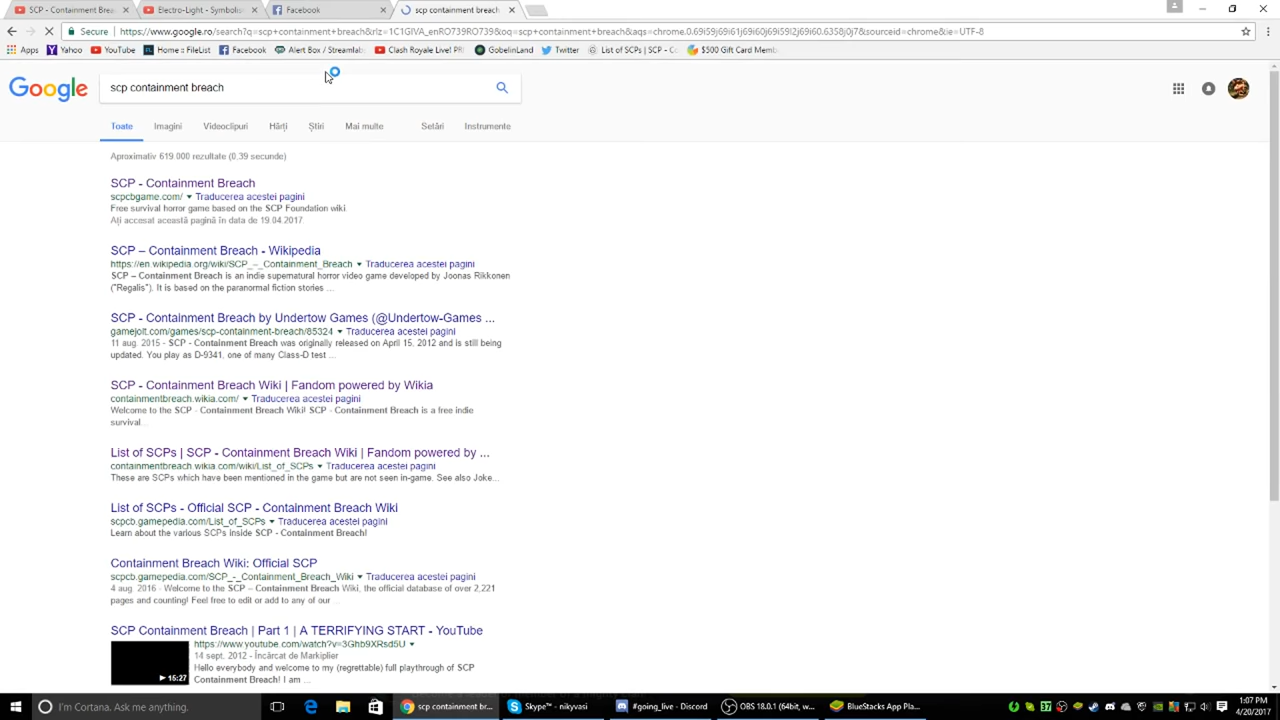 SCP - Containment Br
Electro-Light - Symbolis
Facebook
scp containment breach
Secure
https://www.google.ro/search?q=scp+containment+breach&rlz=1C1GIVA_enRO739RO739&oq=scp+containment+breach&aqs=chrome.0.69i59j69i61j69i60j69i59l2j69i60.6358j0j7&sourceid=chrome&ie=UTF-8
Apps
Yahoo
YouTube
Home :: FileList
Facebook
Alert Box / Streamlabs
Clash Royale Live! PR
GobelinLand
Twitter
List of SCPs | SCP - C
$500 Gift Card Memb
Google
scp containment breach
Toate
Imagini
Videoclipuri
Hărți
Știri
Mai multe
Setări
Instrumente
Aproximativ 619.000 rezultate (0,39 secunde)
SCP - Containment Breach
scpcbgame.com/ ▼ Traducerea acestei pagini
Free survival horror game based on the SCP Foundation wiki.
Ați accesat această pagină în data de 19.04.2017.
SCP – Containment Breach - Wikipedia
https://en.wikipedia.org/wiki/SCP_–_Containment_Breach ▼ Traducerea acestei pagini
SCP – Containment Breach is an indie supernatural horror video game developed by Joonas Rikkonen
("Regalis"). It is based on the paranormal fiction stories ...
SCP - Containment Breach by Undertow Games (@Undertow-Games ...
gamejolt.com/games/scp-containment-breach/85324 ▼ Traducerea acestei pagini
11 aug. 2015 - SCP - Containment Breach was originally released on April 15, 2012 and is still being
updated. You play as D-9341, one of many Class-D test ...
SCP - Containment Breach Wiki | Fandom powered by Wikia
containmentbreach.wikia.com/ ▼ Traducerea acestei pagini
Welcome to the SCP - Containment Breach Wiki! SCP - Containment Breach is a free indie
survival...
List of SCPs | SCP - Containment Breach Wiki | Fandom powered by ...
containmentbreach.wikia.com/wiki/List_of_SCPs ▼ Traducerea acestei pagini
These are SCPs which have been mentioned in the game but are not seen in-game. See also Joke...
List of SCPs - Official SCP - Containment Breach Wiki
scpcb.gamepedia.com/List_of_SCPs ▼ Traducerea acestei pagini
Learn about the various SCPs inside SCP - Containment Breach!
Containment Breach Wiki: Official SCP
scpcb.gamepedia.com/SCP_-_Containment_Breach_Wiki ▼ Traducerea acestei pagini
4 aug. 2016 - Welcome to the SCP – Containment Breach Wiki, the official database of over 2,221
pages and counting! Feel free to edit or add to any of our ...
SCP Containment Breach | Part 1 | A TERRIFYING START - YouTube
https://www.youtube.com/watch?v=3Ghb9XRsd5U ▼
14 sept. 2012 - Încărcat de Markiplier
Hello everybody and welcome to my (regrettable) full playthrough of SCP
Containment Breach! I am ...
15:27
I'm Cortana. Ask me anything.
scp containment br...
Skype™ - nikyvasi
#going_live - Discord
OBS 18.0.1 (64bit, w...
BlueStacks App Pla...
37
1:07 PM
4/20/2017